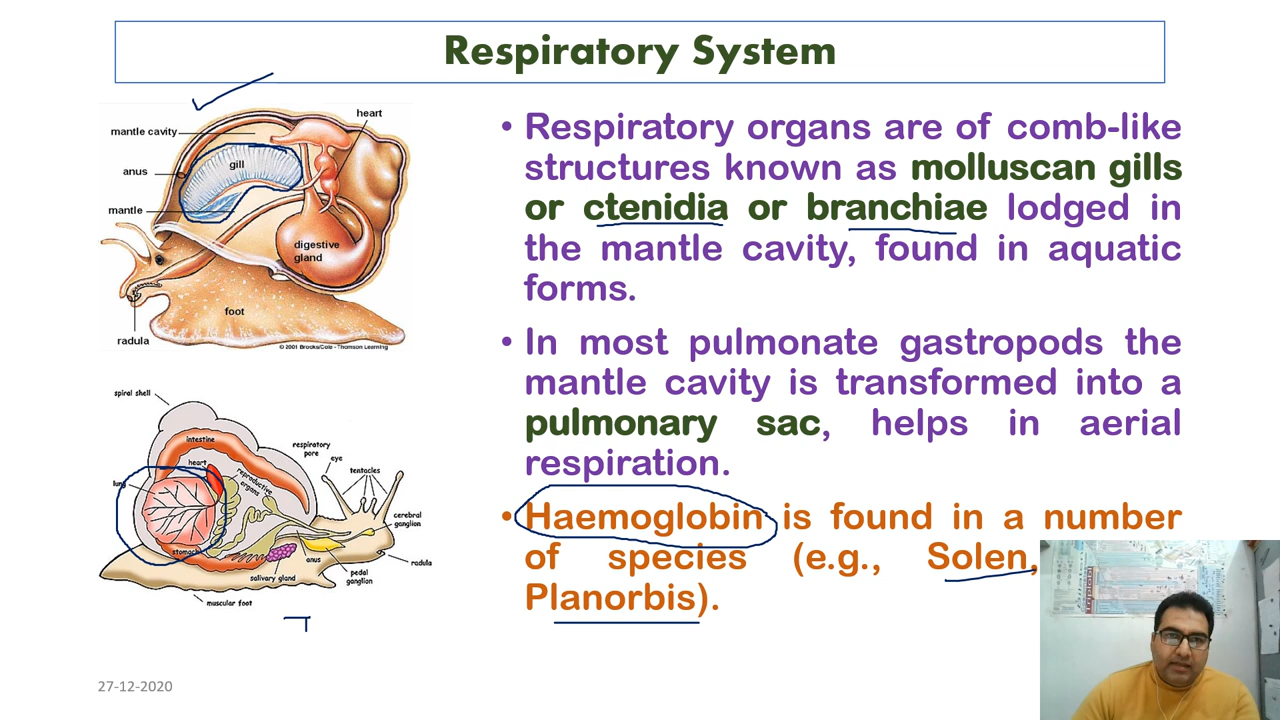 Respiratory System
mantle cavity
heart
gill
anus
mantle
digestive
gland
foot
radula
© 2001 Brooks/Cole - Thomson Learning
• Respiratory organs are of comb-like
structures known as molluscan gills
or ctenidia or branchiae lodged in
the mantle cavity, found in aquatic
forms.
• In most pulmonate gastropods the
mantle cavity is transformed into a
pulmonary sac, helps in aerial
respiration.
• Haemoglobin is found in a number
of species (e.g., Solen,
Planorbis).
spiral shell
intestine
respiratory
pore
eye
heart
reproductive
organs
tentacles
lung
cerebral
ganglion
stomach
anus
radula
salivary gland
pedal
ganglion
muscular foot
27-12-2020